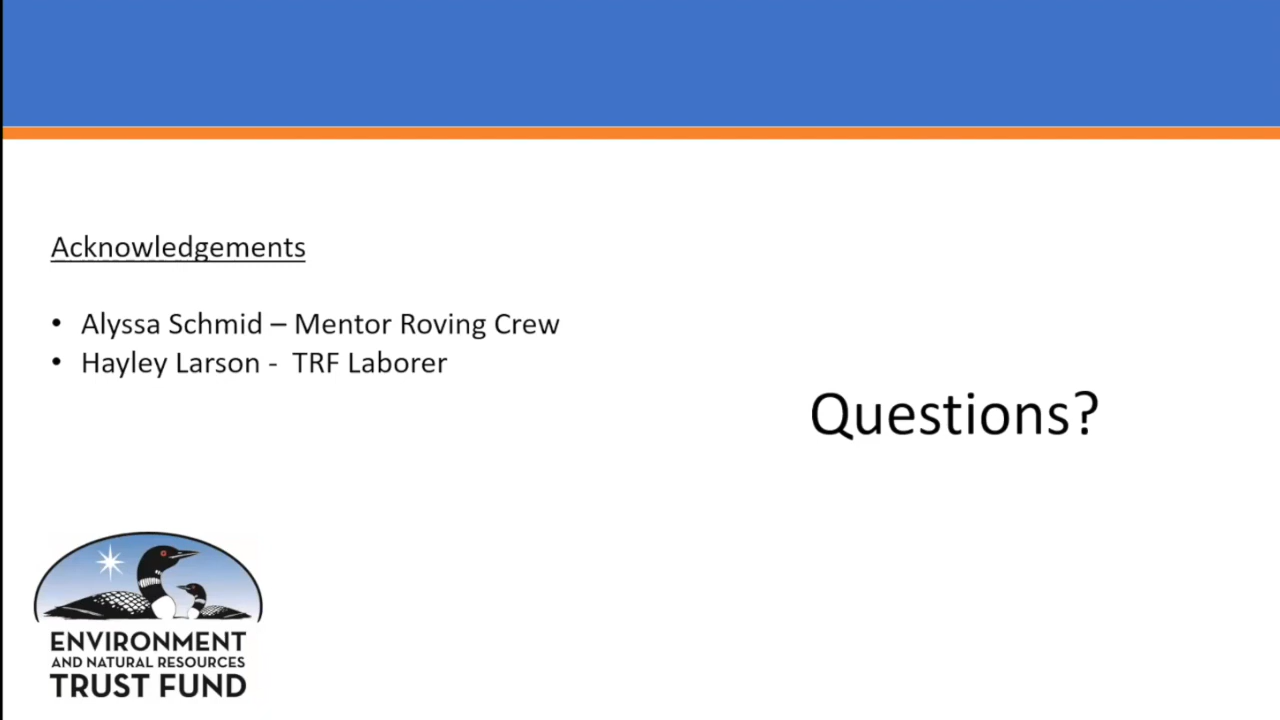 Acknowledgements
• Alyssa Schmid – Mentor Roving Crew
• Hayley Larson - TRF Laborer
Questions?
ENVIRONMENT
AND NATURAL RESOURCES
TRUST FUND